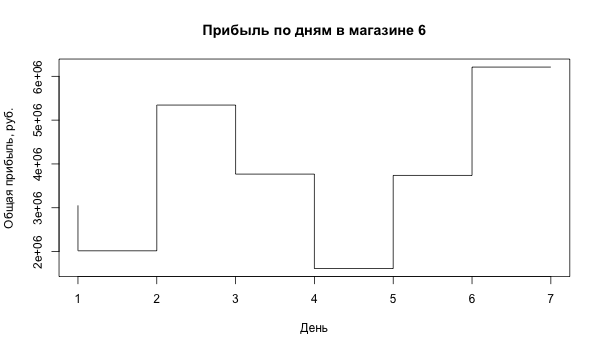 Прибыль по дням в магазине 6
Общая прибыль, руб.
6e+06
5e+06
4e+06
3e+06
2e+06
1 2 3 4 5 6 7
День